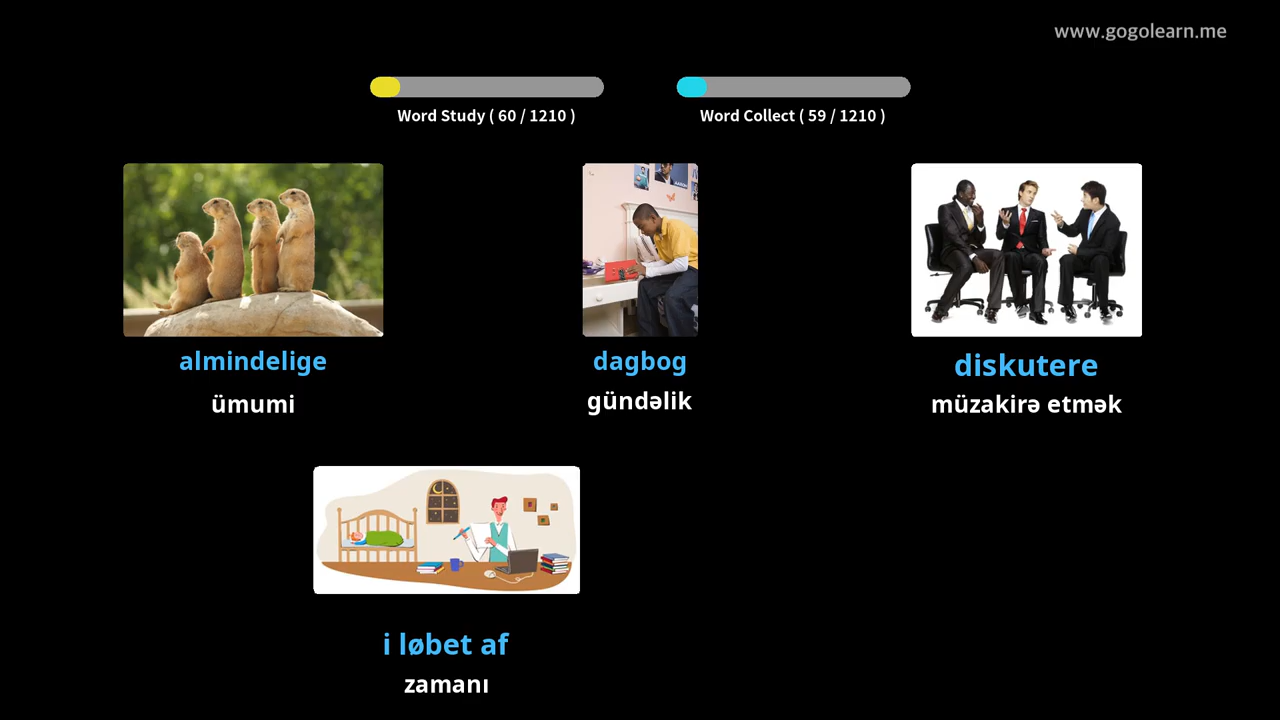 www.gogolearn.me
Word Study ( 60 / 1210 )
Word Collect ( 59 / 1210 )
almindelige
ümumi
dagbog
gündəlik
diskutere
müzakirə etmək
i løbet af
zamanı